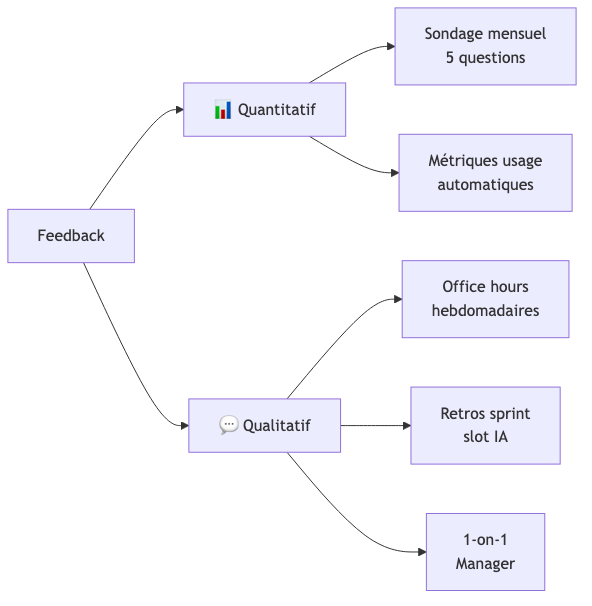 Feedback
📊 Quantitatif
Sondage mensuel
5 questions
Métriques usage
automatiques
💬 Qualitatif
Office hours
hebdomadaires
Retros sprint
slot IA
1-on-1
Manager